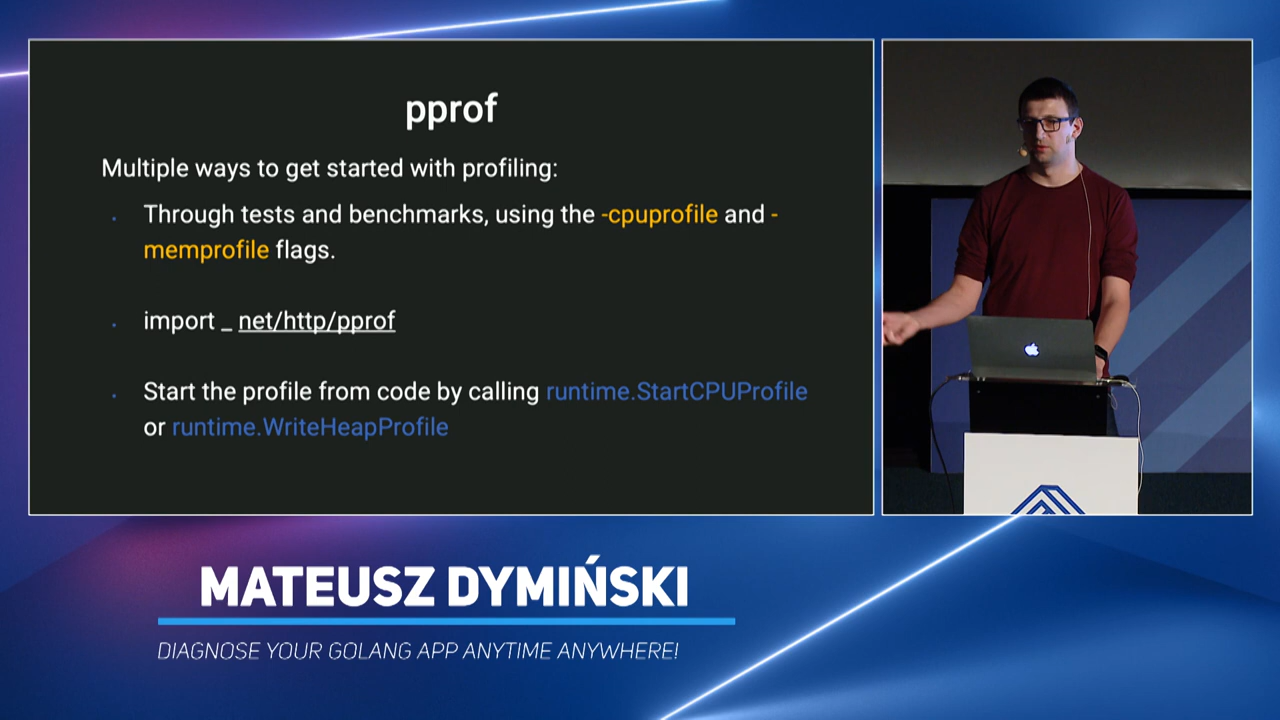 pprof
Multiple ways to get started with profiling:
Through tests and benchmarks, using the -cpuprofile and -
memprofile flags.
import _ net/http/pprof
Start the profile from code by calling runtime.StartCPUProfile
or runtime.WriteHeapProfile
MATEUSZ DYMIŃSKI
DIAGNOSE YOUR GOLANG APP ANYTIME ANYWHERE!